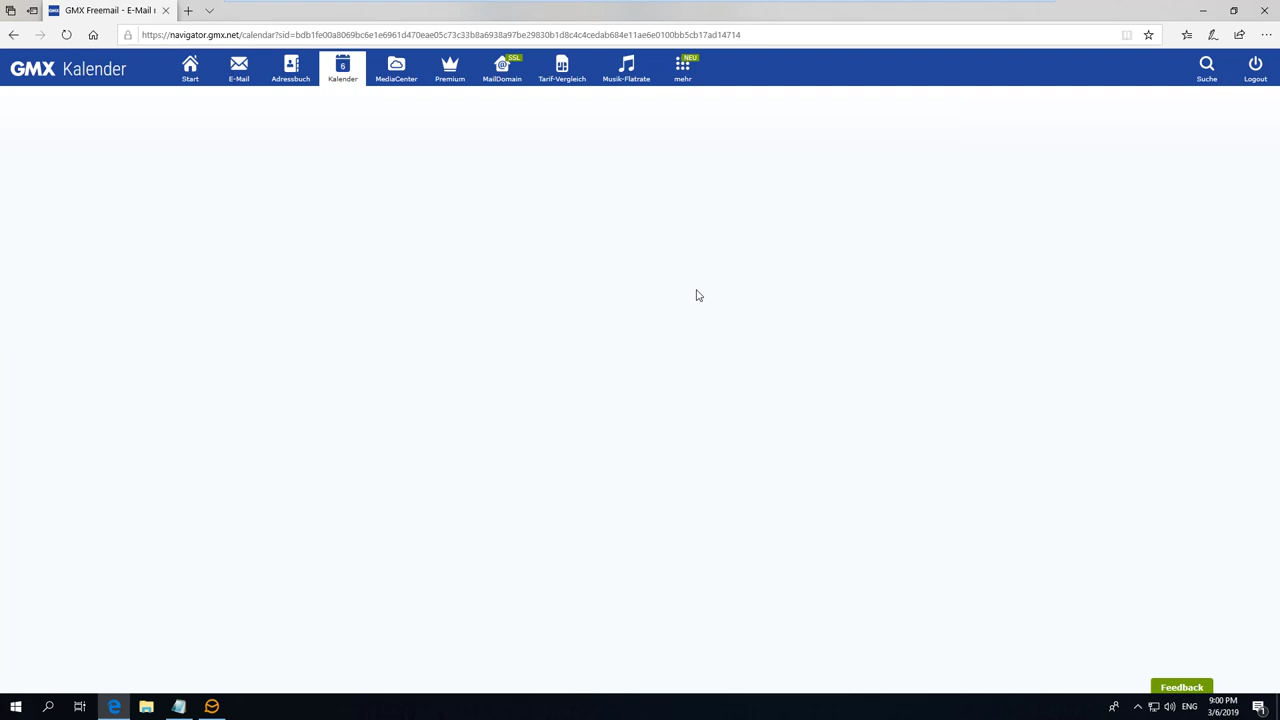 GMX Freemail - E-Mail
https://navigator.gmx.net/calendar?sid=bdb1fe00a8069bc6e1e6961d470eae05c73c33b8a6938a97be29830b1d8c4c4cedab684e11ae6e0100bb5cb17ad14714
GMX Kalender
Start
E-Mail
Adressbuch
6
Kalender
MediaCenter
Premium
SSL
MailDomain
Tarif-Vergleich
Musik-Flatrate
NEU
mehr
Suche
Logout
Feedback
ENG
9:00 PM
3/6/2019
1